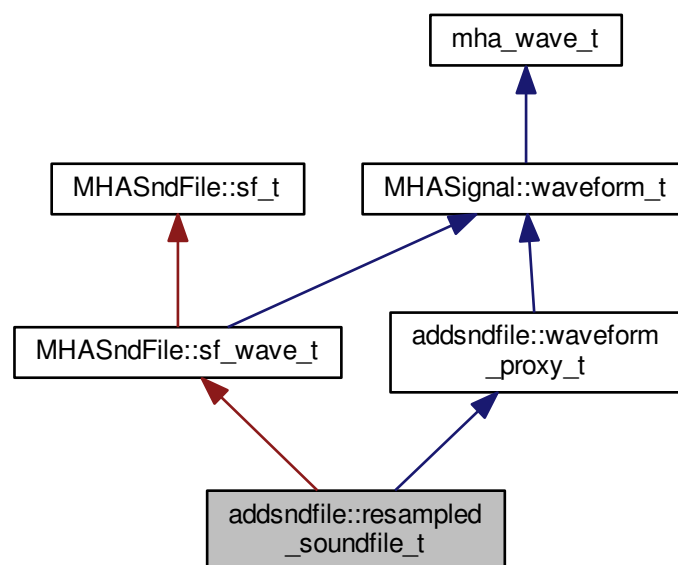 mha_wave_t
MHASndFile::sf_t
MHASignal::waveform_t
MHASndFile::sf_wave_t
addsndfile::waveform
_proxy_t
addsndfile::resampled
_soundfile_t